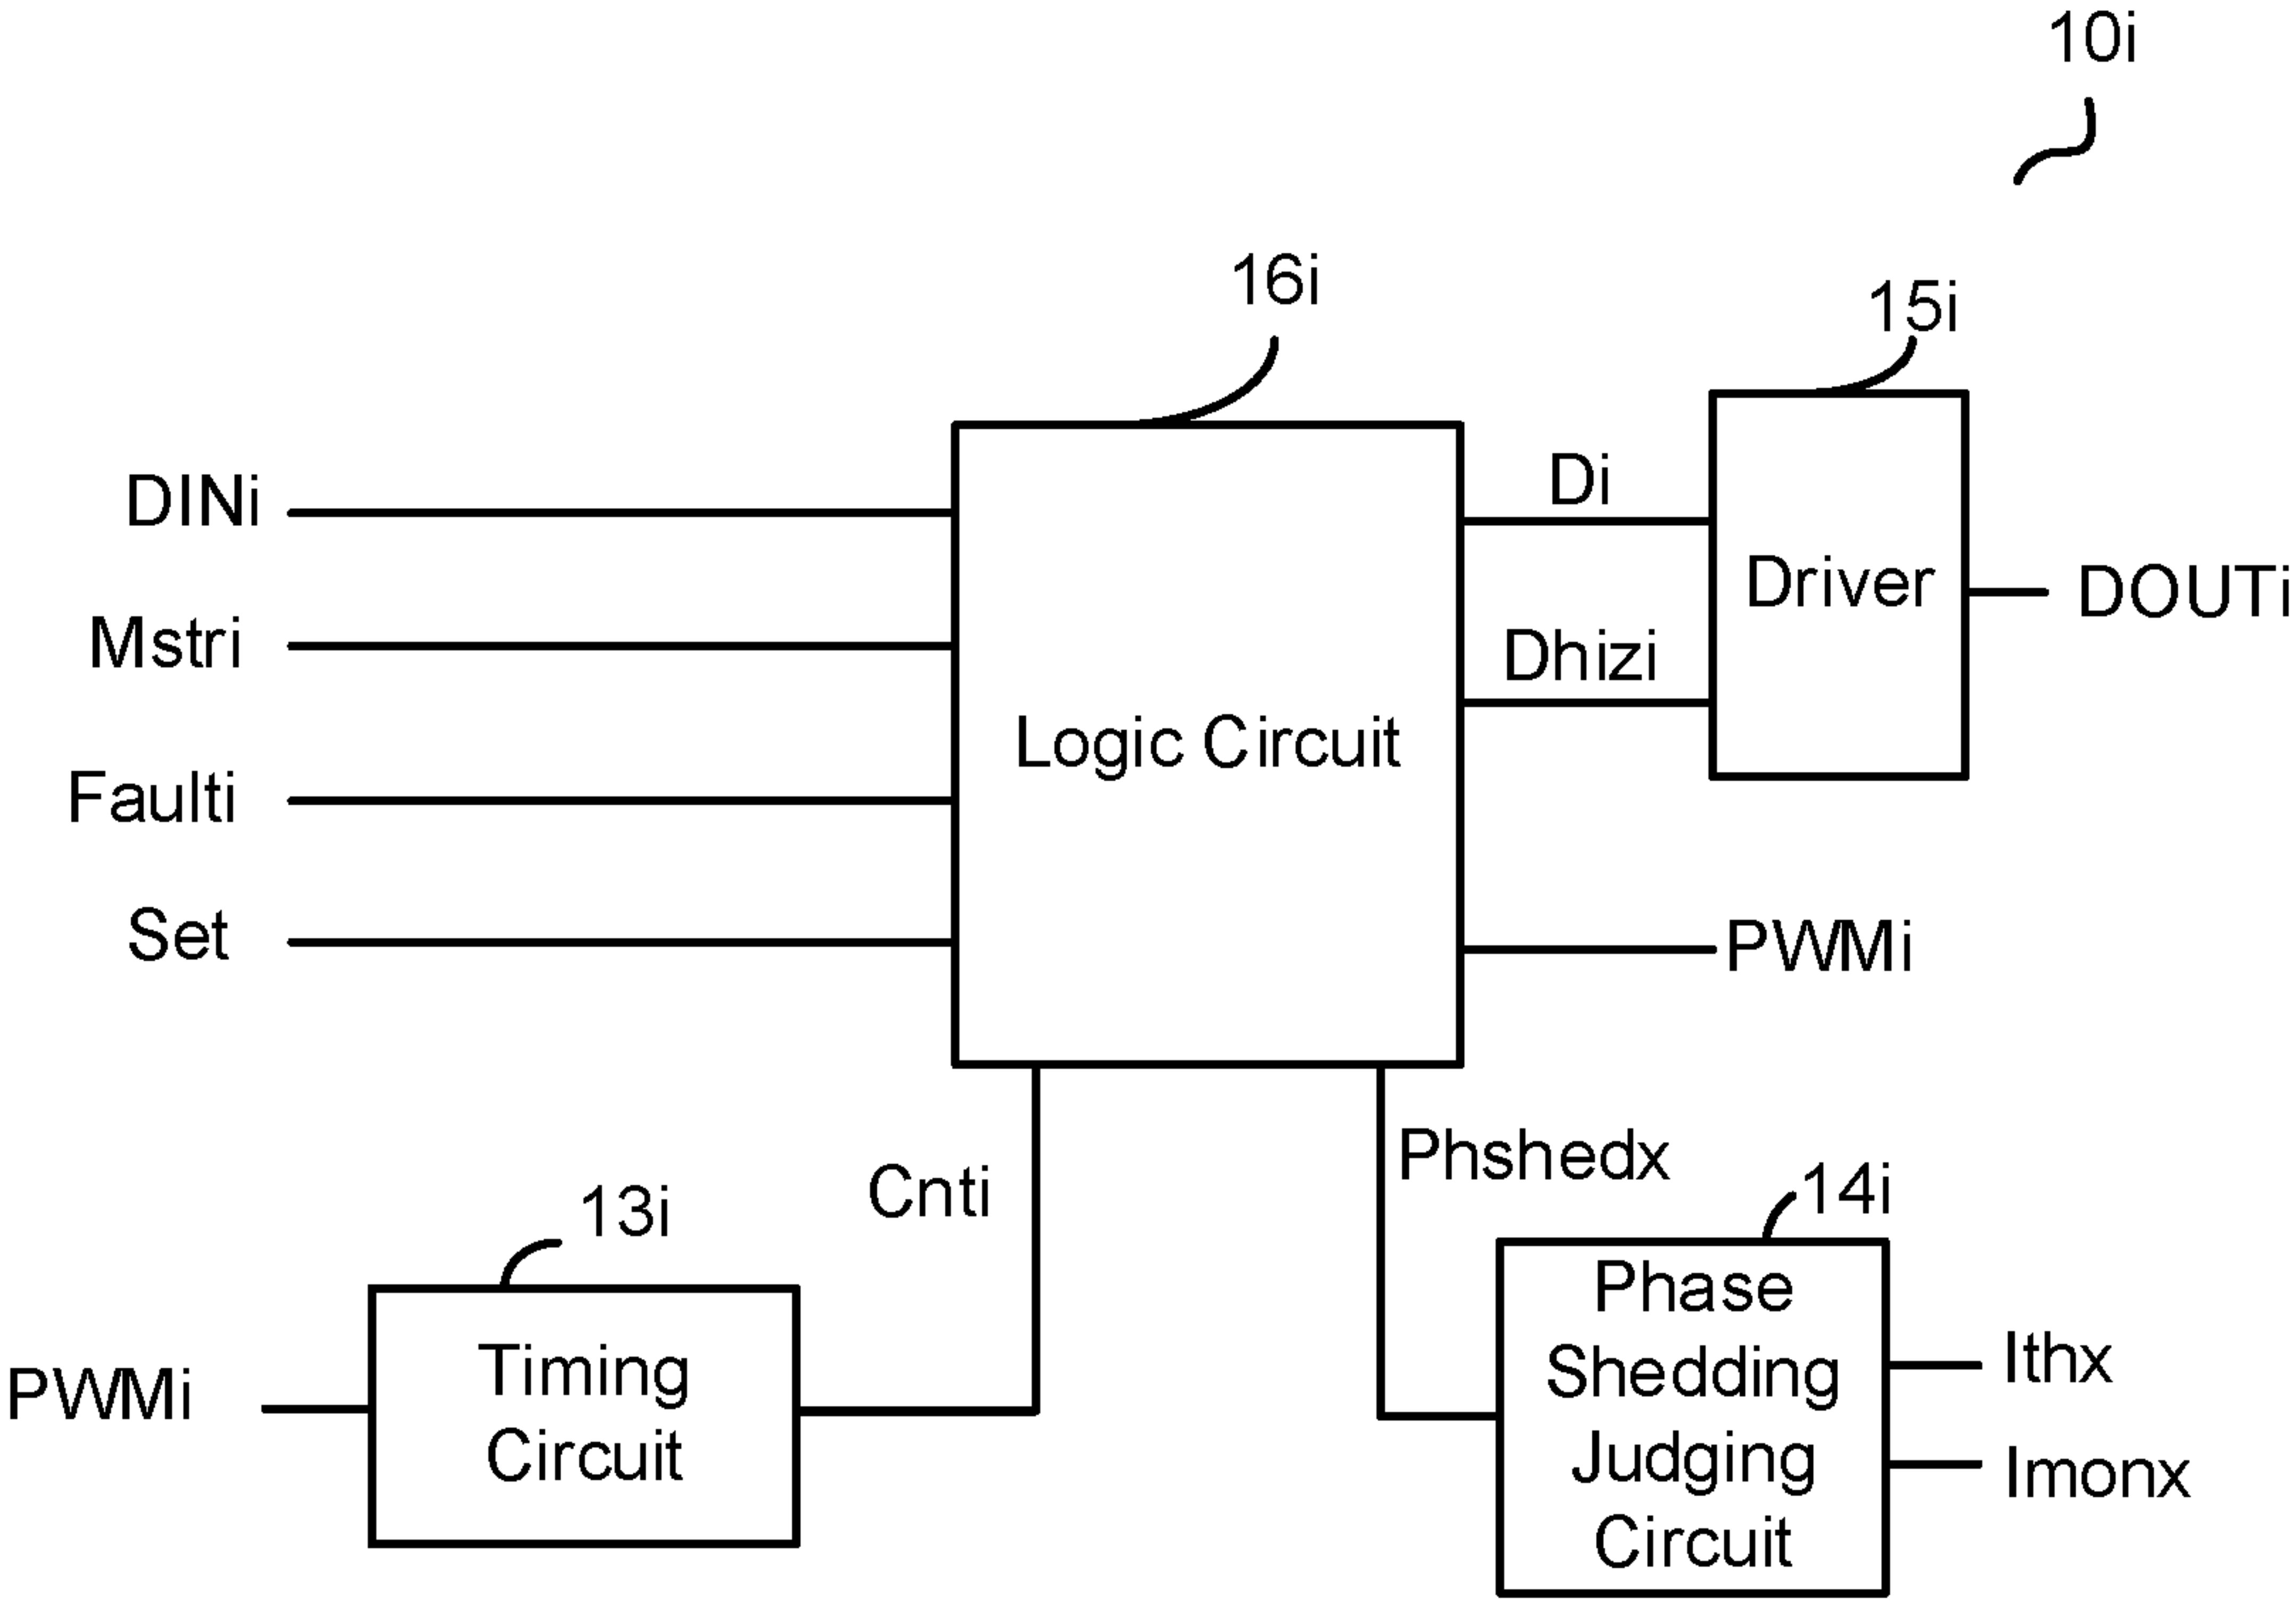 10i
16i
15i
DINi
Di
Driver
DOUTi
Mstri
Dhizi
Logic Circuit
Faulti
Set
PWMi
Cnti
Phshedx
13i
14i
PWMi
Timing
Circuit
Phase
Shedding
Judging
Circuit
Ithx
Imonx